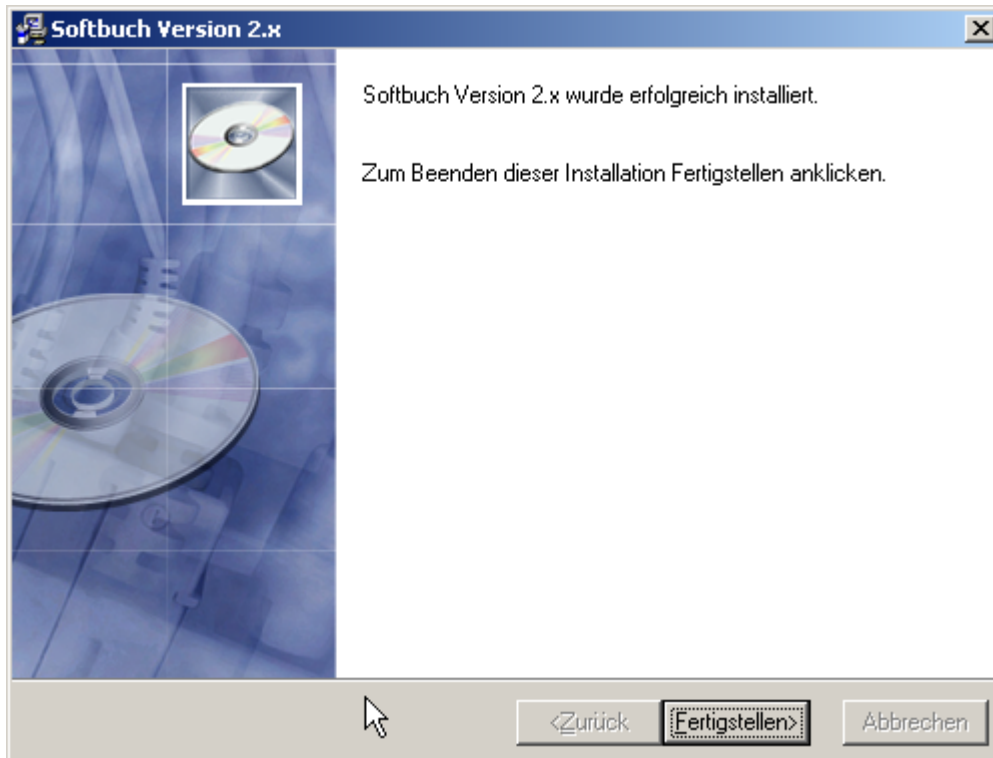 Softbuch Version 2.x
Softbuch Version 2.x wurde erfolgreich installiert.
Zum Beenden dieser Installation Fertigstellen anklicken.
<Zurück
Fertigstellen>
Abbrechen